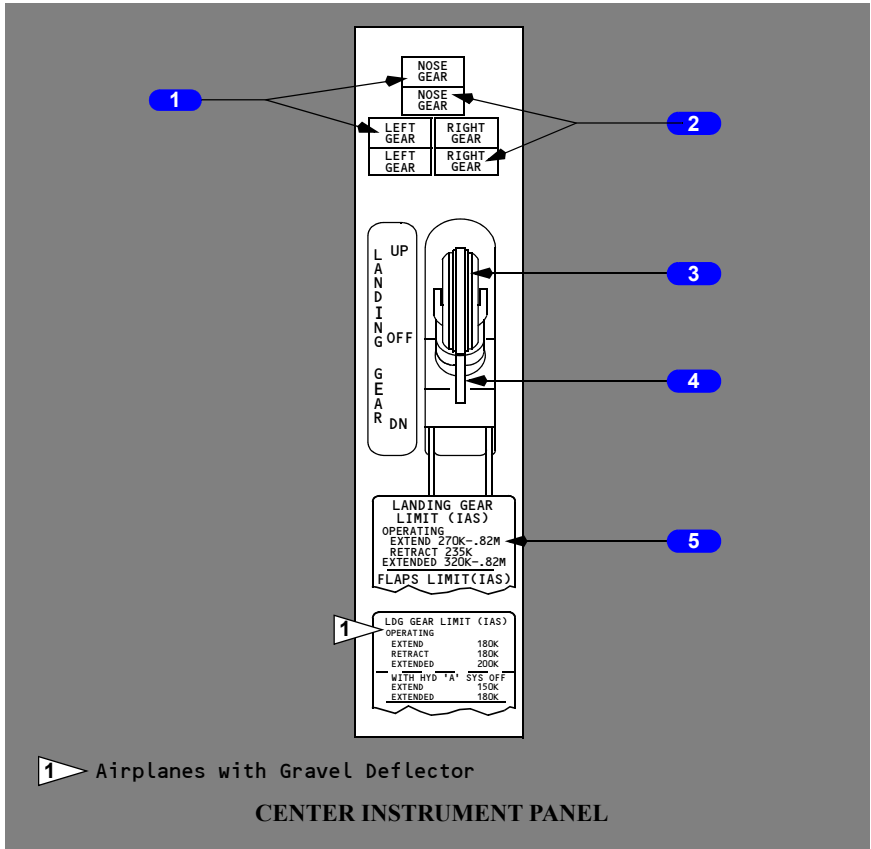 NOSE
GEAR
NOSE
GEAR
1
2
LEFT
GEAR
RIGHT
GEAR
LEFT
GEAR
RIGHT
GEAR
LANDING GEAR
UP
OFF
DN
3
4
LANDING GEAR
LIMIT (IAS)
OPERATING
EXTEND 270K-.82M
RETRACT 235K
EXTENDED 320K-.82M
FLAPS LIMIT(IAS)
5
1
LDG GEAR LIMIT (IAS)
OPERATING
EXTEND 180K
RETRACT 180K
EXTENDED 200K
WITH HYD 'A' SYS OFF
EXTEND 150K
EXTENDED 180K
1 Airplanes with Gravel Deflector
CENTER INSTRUMENT PANEL